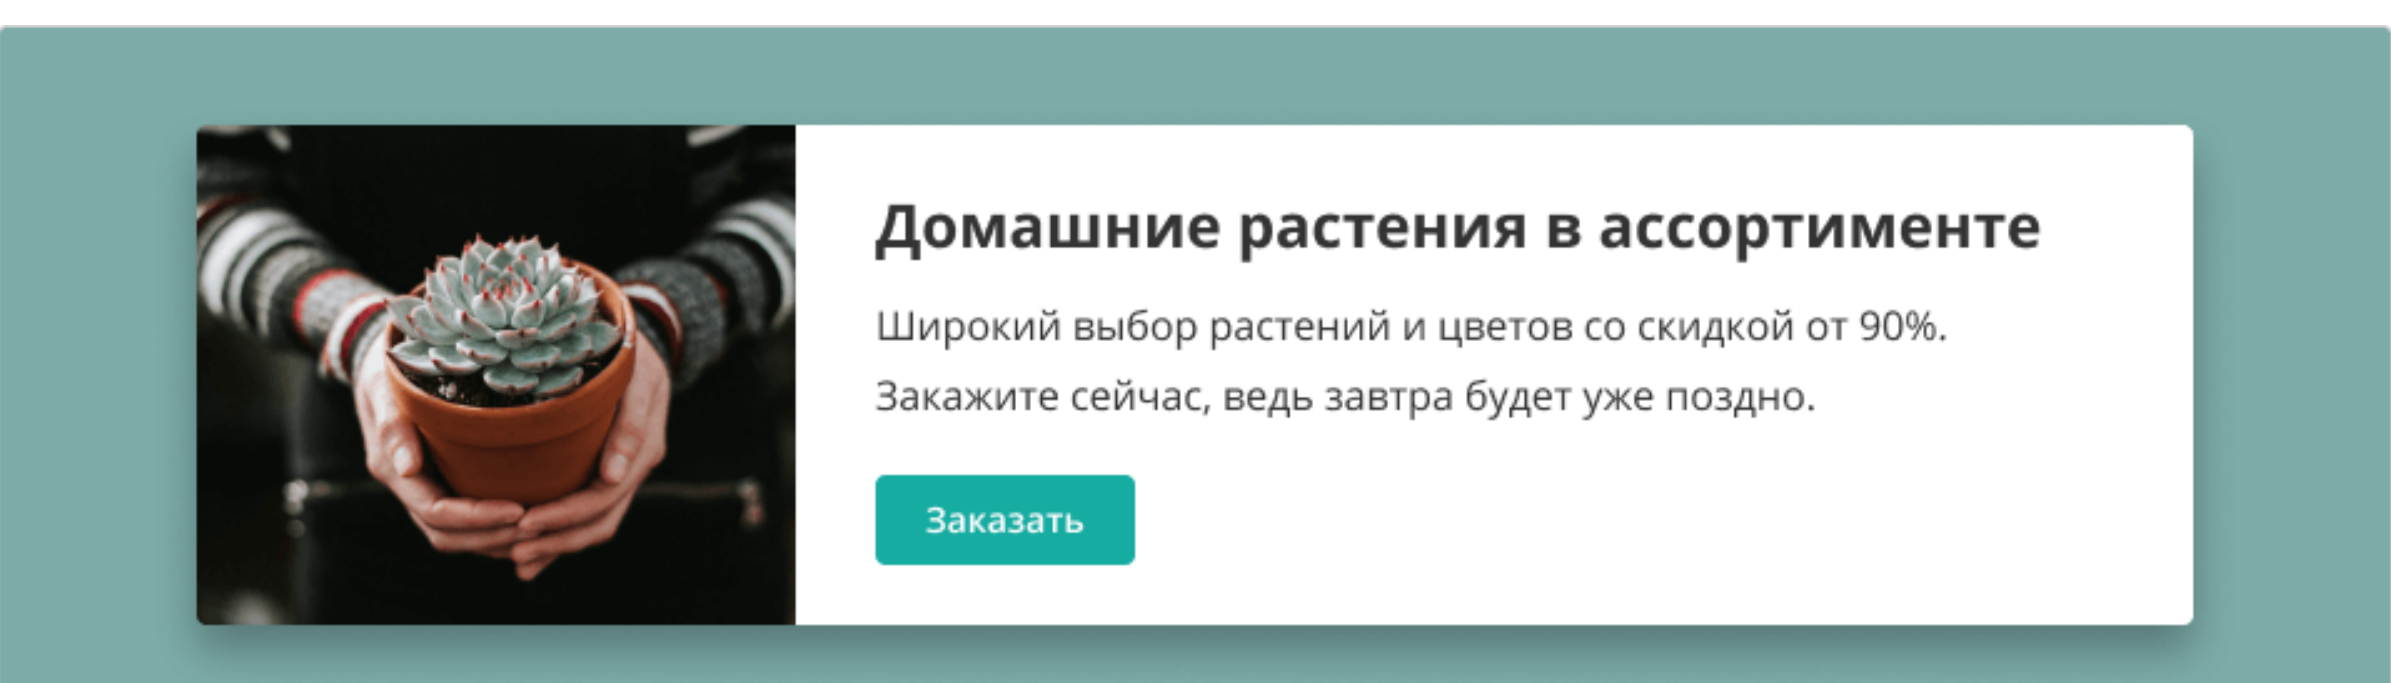 Домашние растения в ассортименте
Широкий выбор растений и цветов со скидкой от 90%.
Закажите сейчас, ведь завтра будет уже поздно.
Заказать